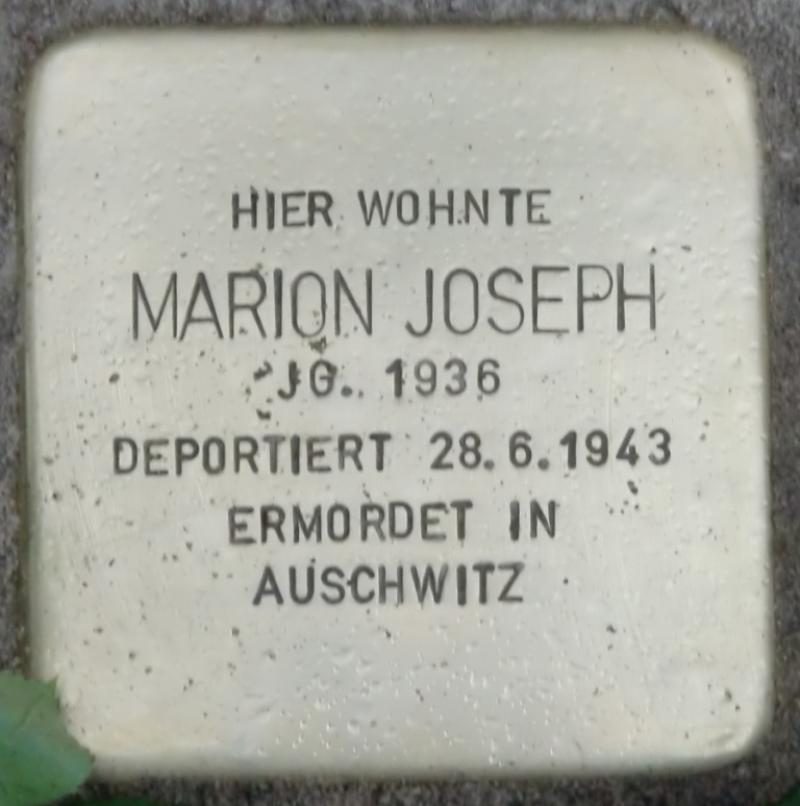 HIER WOHNTE
MARION JOSEPH
JG. 1936
DEPORTIERT 28.6.1943
ERMORDET IN
AUSCHWITZ